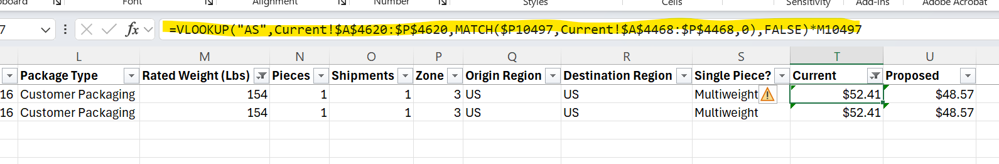 Font Alignment Number Styles Cells Sensitivity Add-ins Adobe Acrobat
7 fx =VLOOKUP("AS",Current!$A$4620:$P$4620,MATCH($P10497,Current!$A$4468:$P$4468,0),FALSE)*M10497
L M N O P Q R S T U
Package Type Rated Weight (Lbs) Pieces Shipments Zone Origin Region Destination Region Single Piece? Current Proposed
16 Customer Packaging 154 1 1 3 US US Multiweight $52.41 $48.57
16 Customer Packaging 154 1 1 3 US US Multiweight $52.41 $48.57